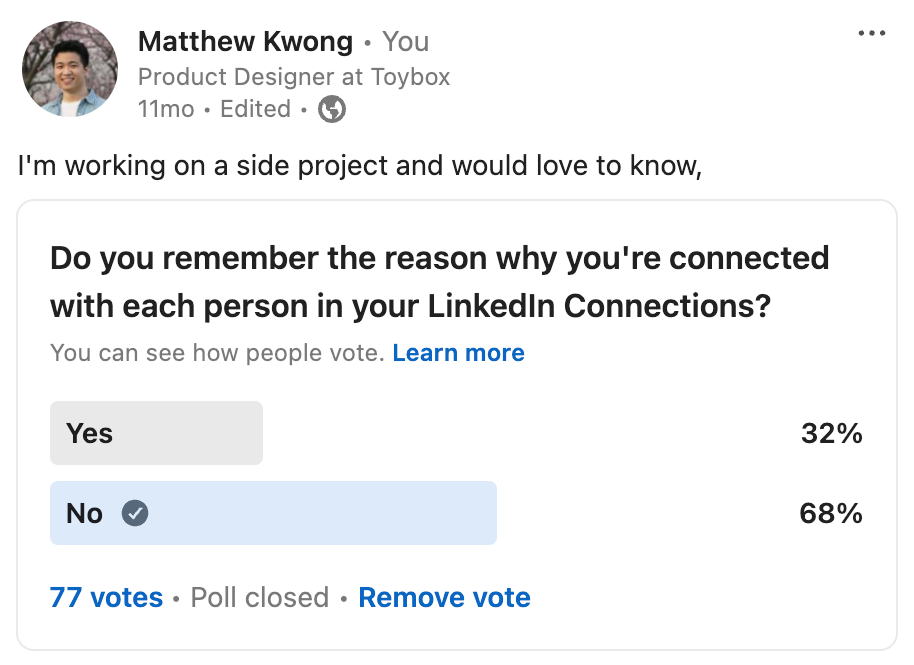 Matthew Kwong • You
Product Designer at Toybox
11mo • Edited •
I'm working on a side project and would love to know,
Do you remember the reason why you're connected
with each person in your LinkedIn Connections?
You can see how people vote. Learn more
Yes 32%
No 68%
77 votes • Poll closed • Remove vote